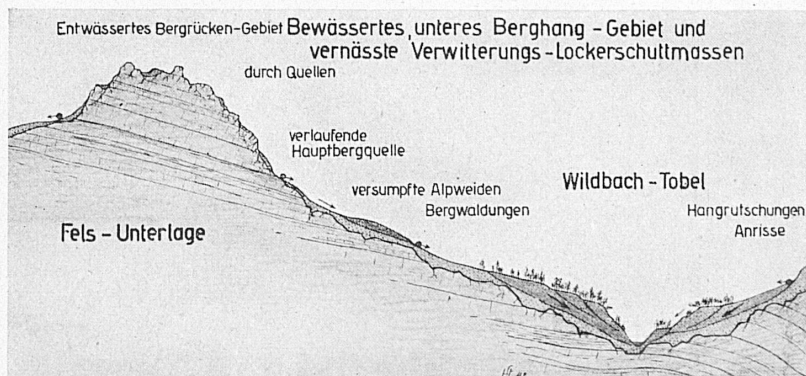 Entwässertes Bergrücken-Gebiet Bewässertes, unteres Berghang - Gebiet und
vernässte Verwitterungs - Lockerschuttmassen
durch Quellen
verlaufende
Hauptbergquelle
versumpfte Alpweiden
Bergwaldungen
Wildbach - Tobel
Hangrutschungen
Anrisse
Fels - Unterlage